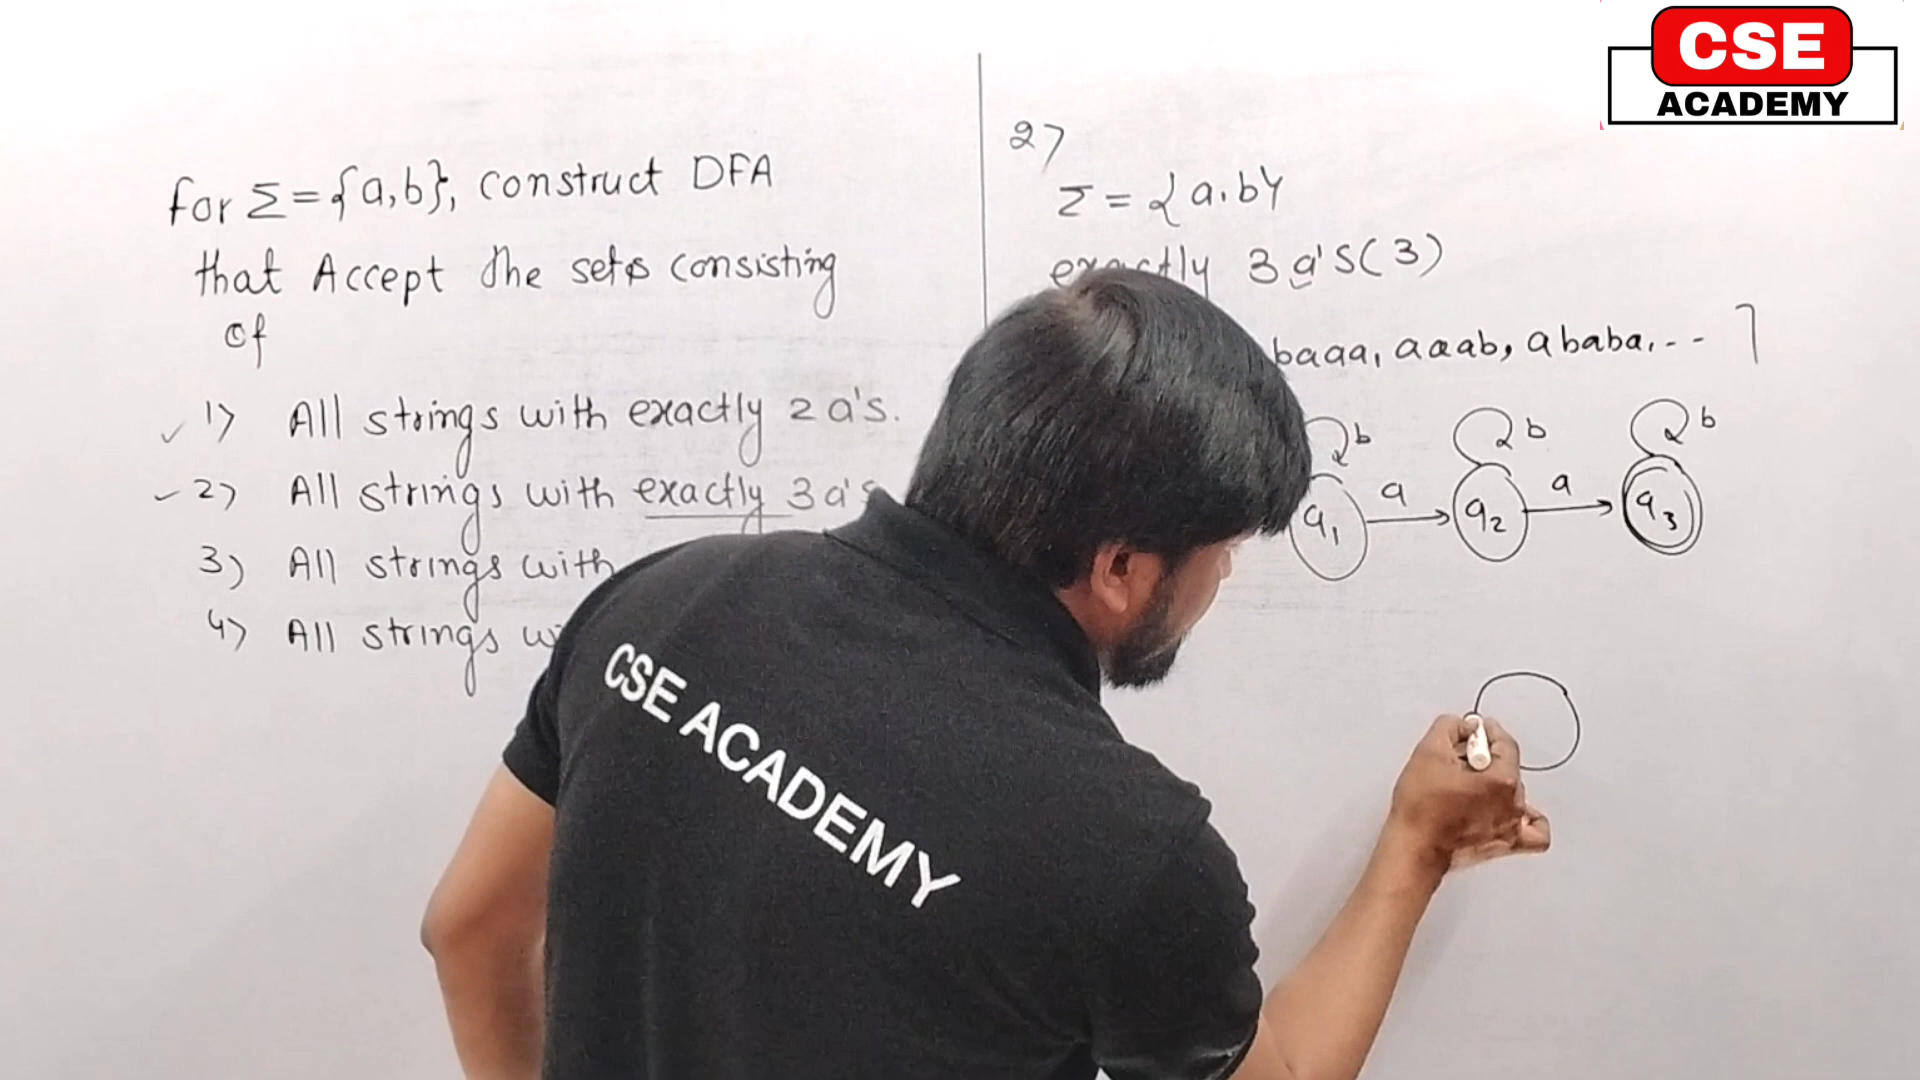 CSE
ACADEMY
for Σ = {a,b}, construct DFA
that Accept the sets consisting
of
1) All strings with exactly 2 a's.
2) All strings with exactly 3 a's
3) All strings with
4) All strings
2)
Σ = {a.b}
exactly 3 a's (3)
baaa, aaab, ababa, -- }
b b b
q1 a q2 a q3
CSE ACADEMY